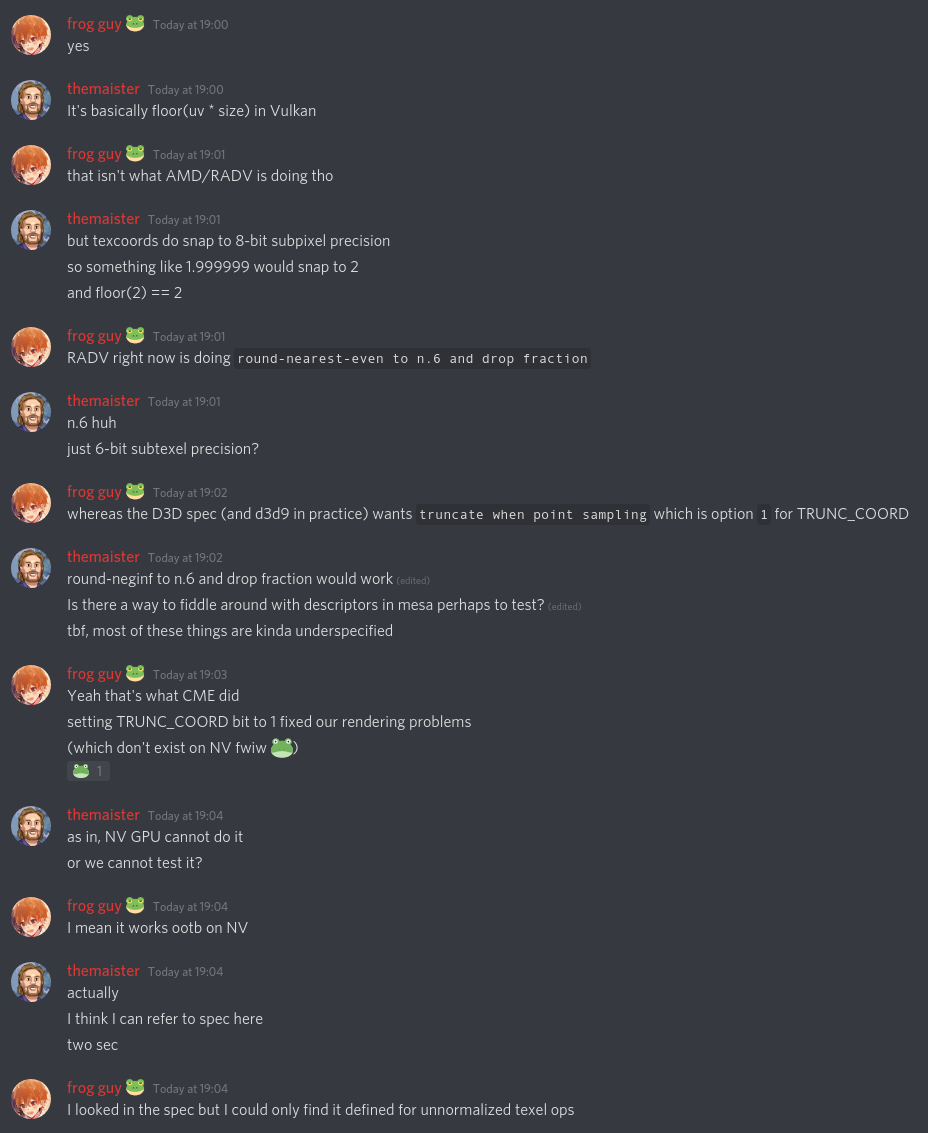 frog guy 🐸 Today at 19:00
yes
themaister Today at 19:00
It's basically floor(uv * size) in Vulkan
frog guy 🐸 Today at 19:01
that isn't what AMD/RADV is doing tho
themaister Today at 19:01
but texcoords do snap to 8-bit subpixel precision
so something like 1.999999 would snap to 2
and floor(2) == 2
frog guy 🐸 Today at 19:01
RADV right now is doing round-nearest-even to n.6 and drop fraction
themaister Today at 19:01
n.6 huh
just 6-bit subtexel precision?
frog guy 🐸 Today at 19:02
whereas the D3D spec (and d3d9 in practice) wants truncate when point sampling which is option 1 for TRUNC_COORD
themaister Today at 19:02
round-neginf to n.6 and drop fraction would work (edited)
Is there a way to fiddle around with descriptors in mesa perhaps to test? (edited)
tbf, most of these things are kinda underspecified
frog guy 🐸 Today at 19:03
Yeah that's what CME did
setting TRUNC_COORD bit to 1 fixed our rendering problems
(which don't exist on NV fwiw 🐸)
🐸 1
themaister Today at 19:04
as in, NV GPU cannot do it
or we cannot test it?
frog guy 🐸 Today at 19:04
I mean it works ootb on NV
themaister Today at 19:04
actually
I think I can refer to spec here
two sec
frog guy 🐸 Today at 19:04
I looked in the spec but I could only find it defined for unnormalized texel ops